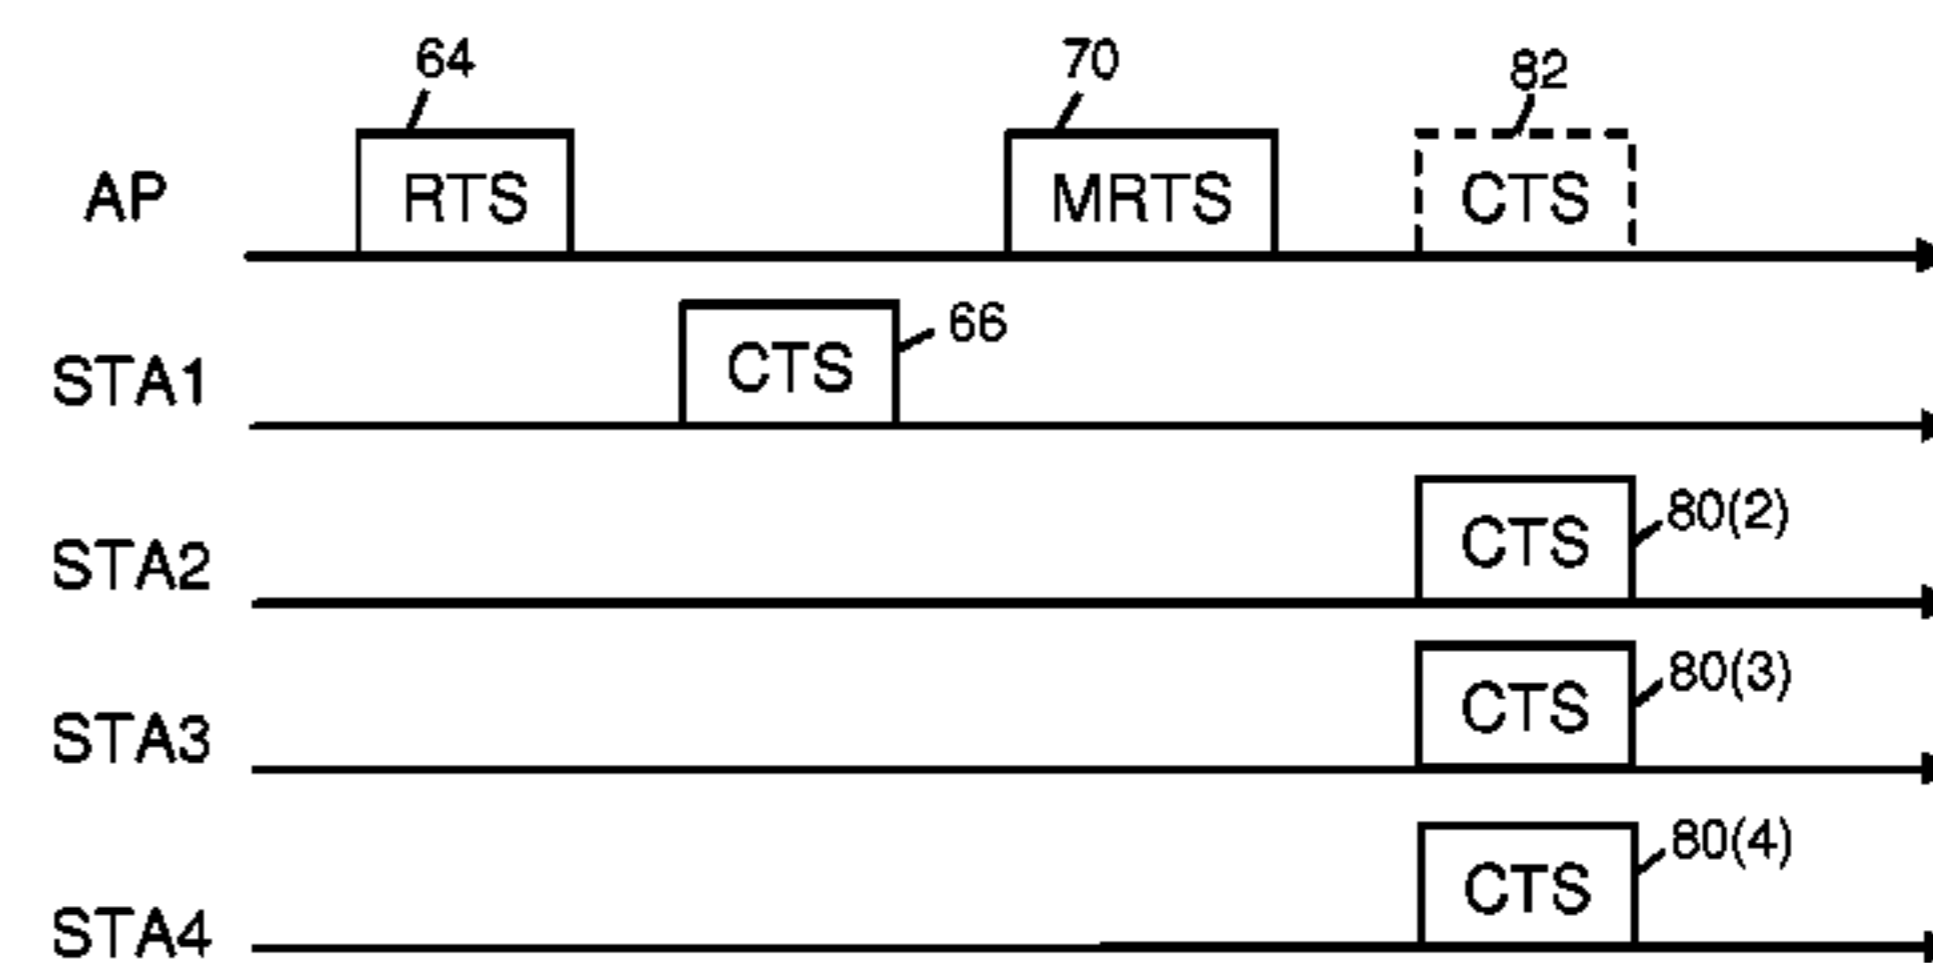 64
70
82
AP
RTS
MRTS
CTS
STA1
CTS
66
STA2
CTS
80(2)
STA3
CTS
80(3)
STA4
CTS
80(4)